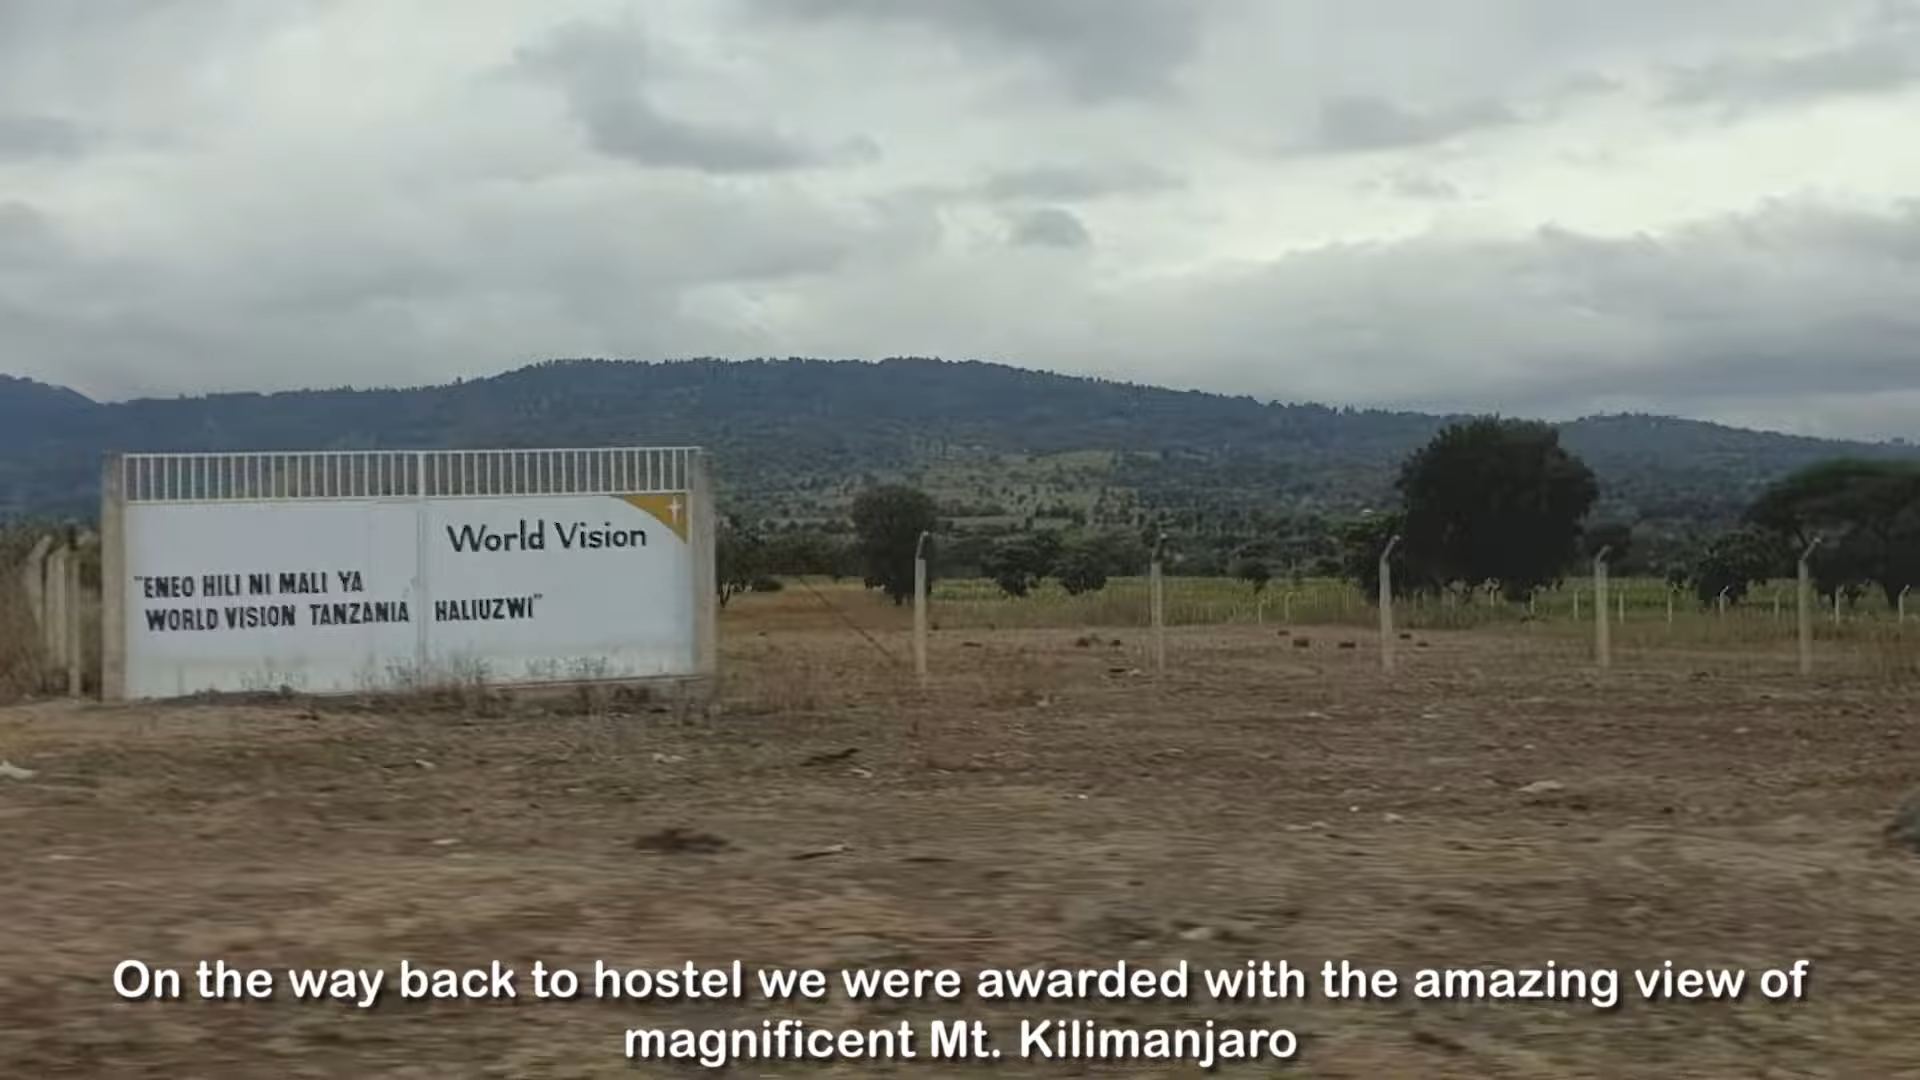 World Vision
"ENEO HILI NI MALI YA
WORLD VISION TANZANIA HALIUZWI"
On the way back to hostel we were awarded with the amazing view of
magnificent Mt. Kilimanjaro